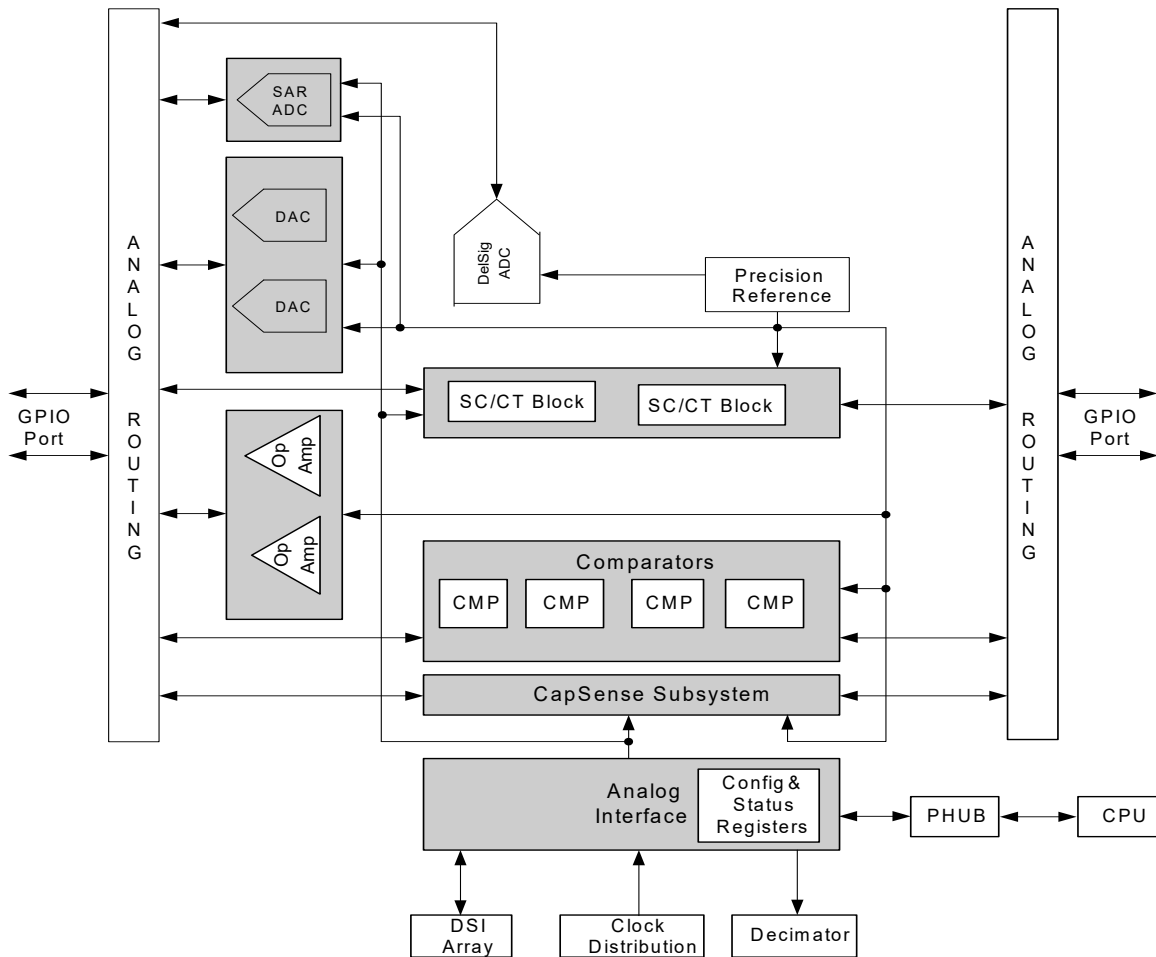 SAR
ADC
DAC
DAC
DelSig
ADC
Precision
Reference
ANALOG ROUTING
ANALOG ROUTING
GPIO
Port
GPIO
Port
SC/CT Block
SC/CT Block
Op
Amp
Op
Amp
Comparators
CMP
CMP
CMP
CMP
CapSense Subsystem
Analog
Interface
Config &
Status
Registers
PHUB
CPU
DSI
Array
Clock
Distribution
Decimator